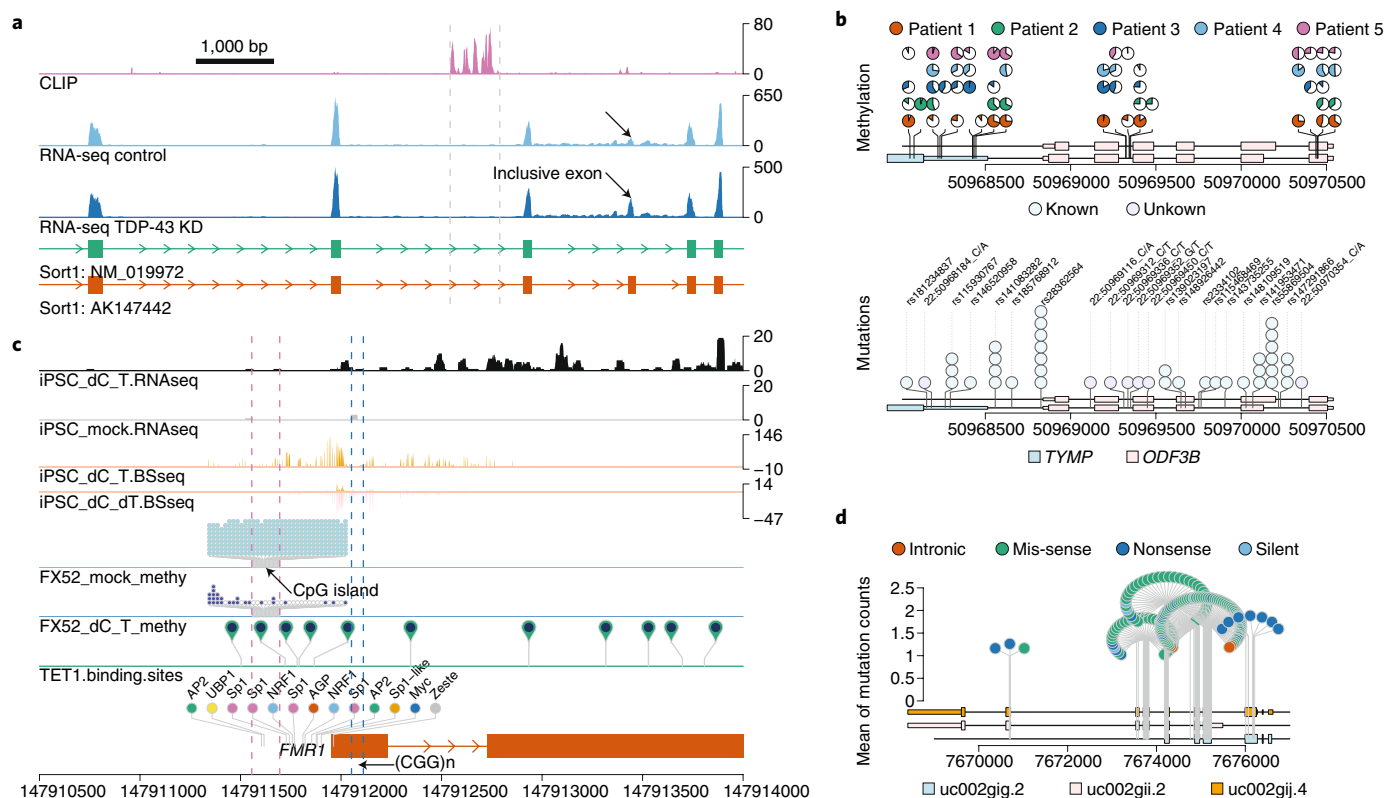 a
80
0
1,000 bp
CLIP
650
0
RNA-seq control
500
0
Inclusive exon
RNA-seq TDP-43 KD
Sort1: NM_019972
Sort1: AK147442
b
Patient 1
Patient 2
Patient 3
Patient 4
Patient 5
Methylation
50968500 50969000 50969500 50970000 50970500
Known
Unkown
Mutations
rs181234837
22:50968184_C/A
rs115930767
rs146520958
rs141083282
rs185768912
rs28362564
22:50969116_C/A
22:50969312_C/T
22:50969336_C/T
22:50969352_G/T
22:50969450_C/T
rs139093197
rs148926442
rs2341102
rs115468469
rs143735255
rs148109519
rs141953471
rs55869504
rs147291866
22:50970354_C/A
50968500 50969000 50969500 50970000 50970500
TYMP
ODF3B
c
20
0
iPSC_dC_T.RNAseq
20
0
iPSC_mock.RNAseq
146
−10
iPSC_dC_T.BSseq
14
−47
iPSC_dC_dT.BSseq
FX52_mock_methy
CpG island
FX52_dC_T_methy
TET1.binding.sites
AP2
UBP1
Sp1
Sp1
NRF1
Sp1
AGP
NRF1
Sp1
AP2
Sp1−like
Myc
Zeste
FMR1
(CGG)n
147910500 147911000 147911500 147912000 147912500 147913000 147913500 147914000
d
Intronic
Mis-sense
Nonsense
Silent
Mean of mutation counts
2.5
2
1.5
1
0.5
0
7670000 7672000 7674000 7676000
uc002gig.2
uc002gii.2
uc002gij.4